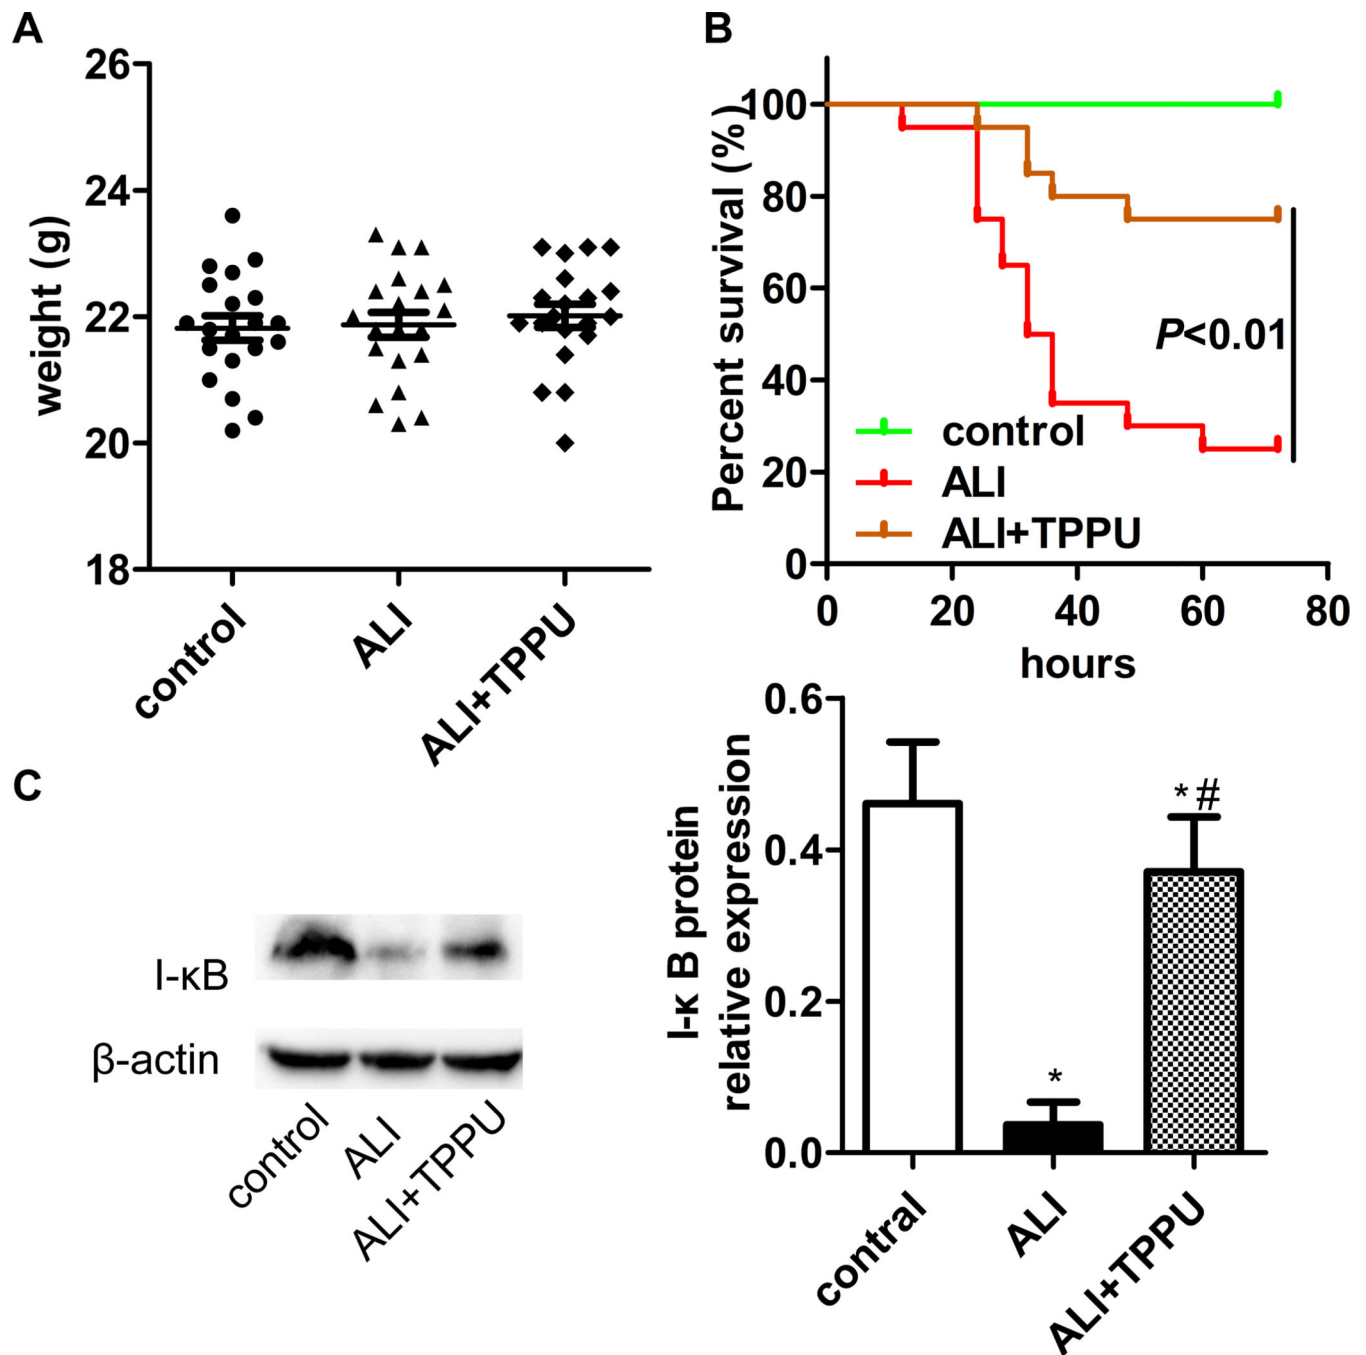 A
26
24
22
20
18
weight (g)
control
ALI
ALI+TPPU
B
100
80
60
40
20
0
Percent survival (%)
P<0.01
control
ALI
ALI+TPPU
0 20 40 60 80
hours
C
I-κB
β-actin
control
ALI
ALI+TPPU
0.6
0.4
0.2
0.0
I-κ B protein
relative expression
*
*#
contral
ALI
ALI+TPPU